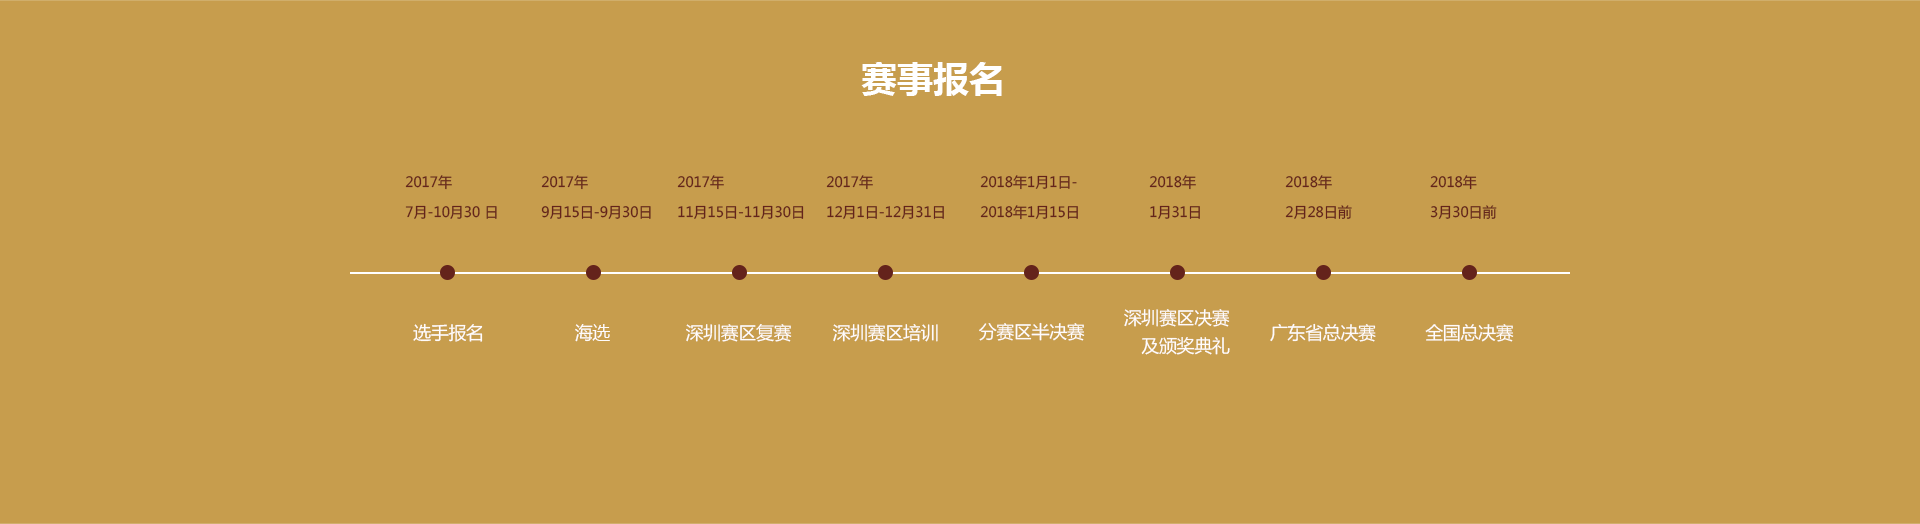 赛事报名
2017年
7月-10月30 日
2017年
9月15日-9月30日
2017年
11月15日-11月30日
2017年
12月1日-12月31日
2018年1月1日-
2018年1月15日
2018年
1月31日
2018年
2月28日前
2018年
3月30日前
选手报名
海选
深圳赛区复赛
深圳赛区培训
分赛区半决赛
深圳赛区决赛
及颁奖典礼
广东省总决赛
全国总决赛